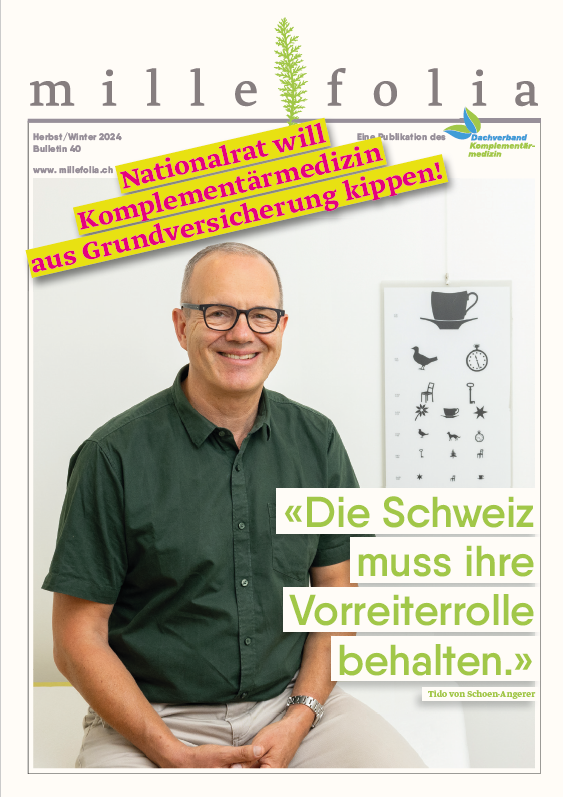 mille folia
Herbst/Winter 2024
Bulletin 40
www. millefolia.ch
Eine Publikation des
Dachverband
Komplementär-
medizin
Nationalrat will
Komplementärmedizin
aus Grundversicherung kippen!
«Die Schweiz
muss ihre
Vorreiterrolle
behalten.»
Tido von Schoen-Angerer